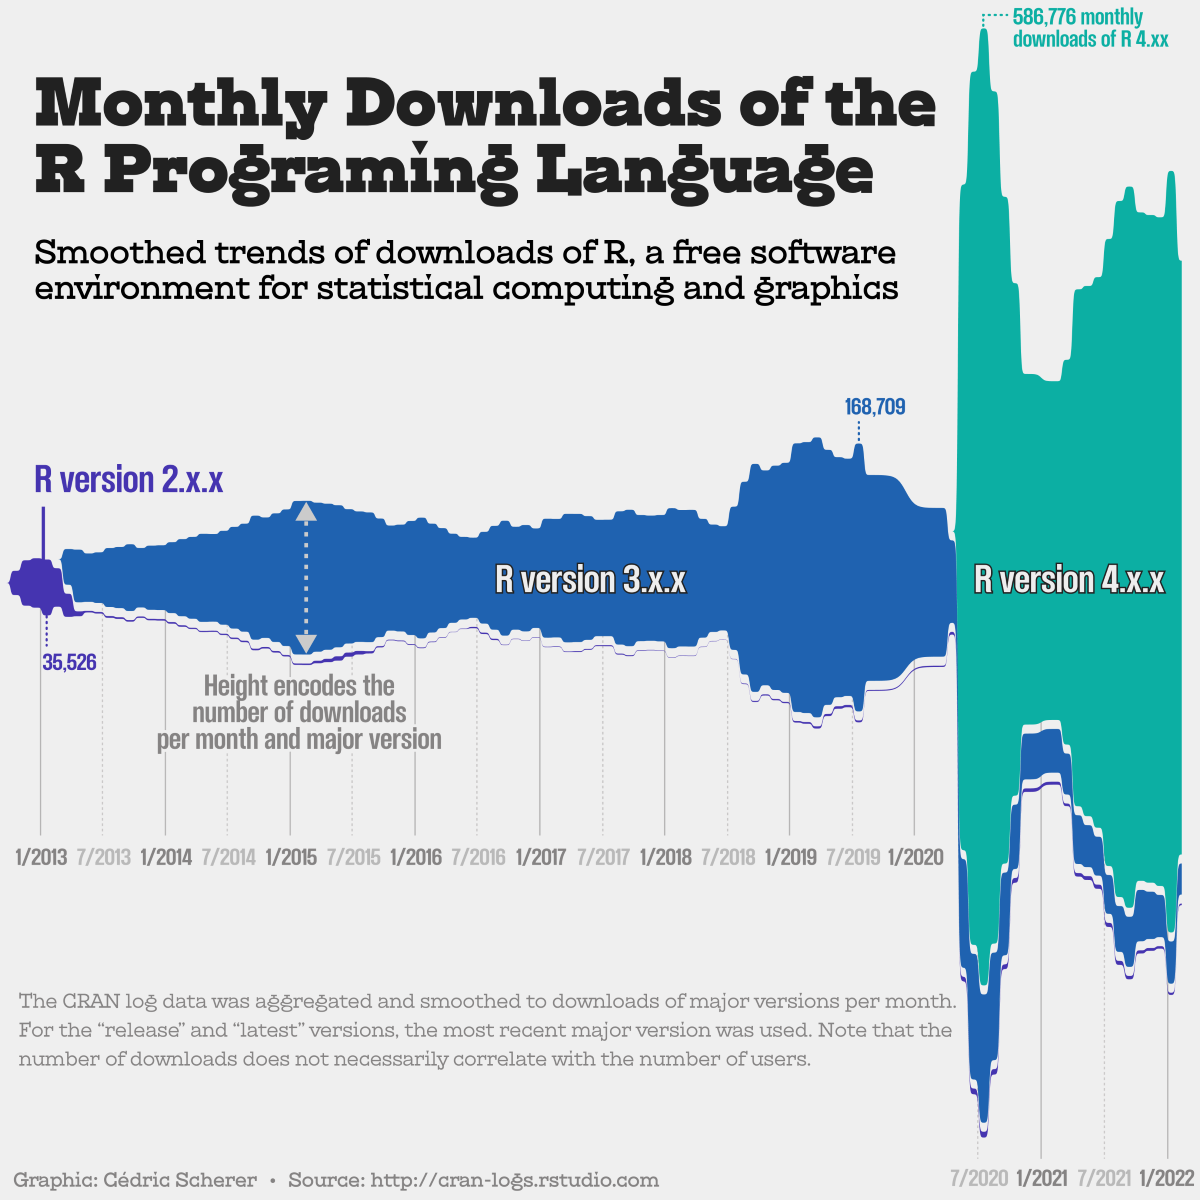 586,776 monthly
downloads of R 4.xx
Monthly Downloads of the
R Programing Language
Smoothed trends of downloads of R, a free software
environment for statistical computing and graphics
168,709
R version 2.x.x
R version 3.x.x
R version 4.x.x
35,526
Height encodes the
number of downloads
per month and major version
1/2013 7/2013 1/2014 7/2014 1/2015 7/2015 1/2016 7/2016 1/2017 7/2017 1/2018 7/2018 1/2019 7/2019 1/2020
The CRAN log data was aggregated and smoothed to downloads of major versions per month.
For the “release” and “latest” versions, the most recent major version was used. Note that the
number of downloads does not necessarily correlate with the number of users.
7/2020 1/2021 7/2021 1/2022
Graphic: Cédric Scherer • Source: http://cran-logs.rstudio.com